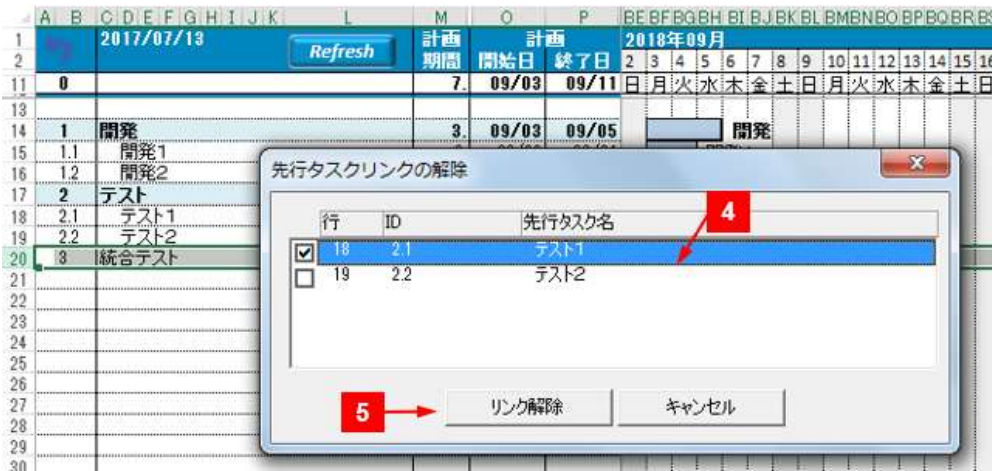 A B C D E F G H I J K L M O P BE BF BG BH BI BJ BK BL BM BN BO BP BQ BR
1 2017/07/13 Refresh 計画 計画 2018年09月
2 期間 開始日 終了日 2 3 4 5 6 7 8 9 10 11 12 13 14 15 16
11 0 7. 09/03 09/11 日 月 火 水 木 金 土 日 月 火 水 木 金 土 日
13
14 1 開発 3. 09/03 09/05 開発
15 1.1 開発1
16 1.2 開発2
17 2 テスト
18 2.1 テスト1
19 2.2 テスト2
20 3 統合テスト
21
22
23
24
25
26
27
28
29
30
先行タスクリンクの解除
行 ID 先行タスク名
18 2.1 テスト1
19 2.2 テスト2
4
5
リンク解除 キャンセル